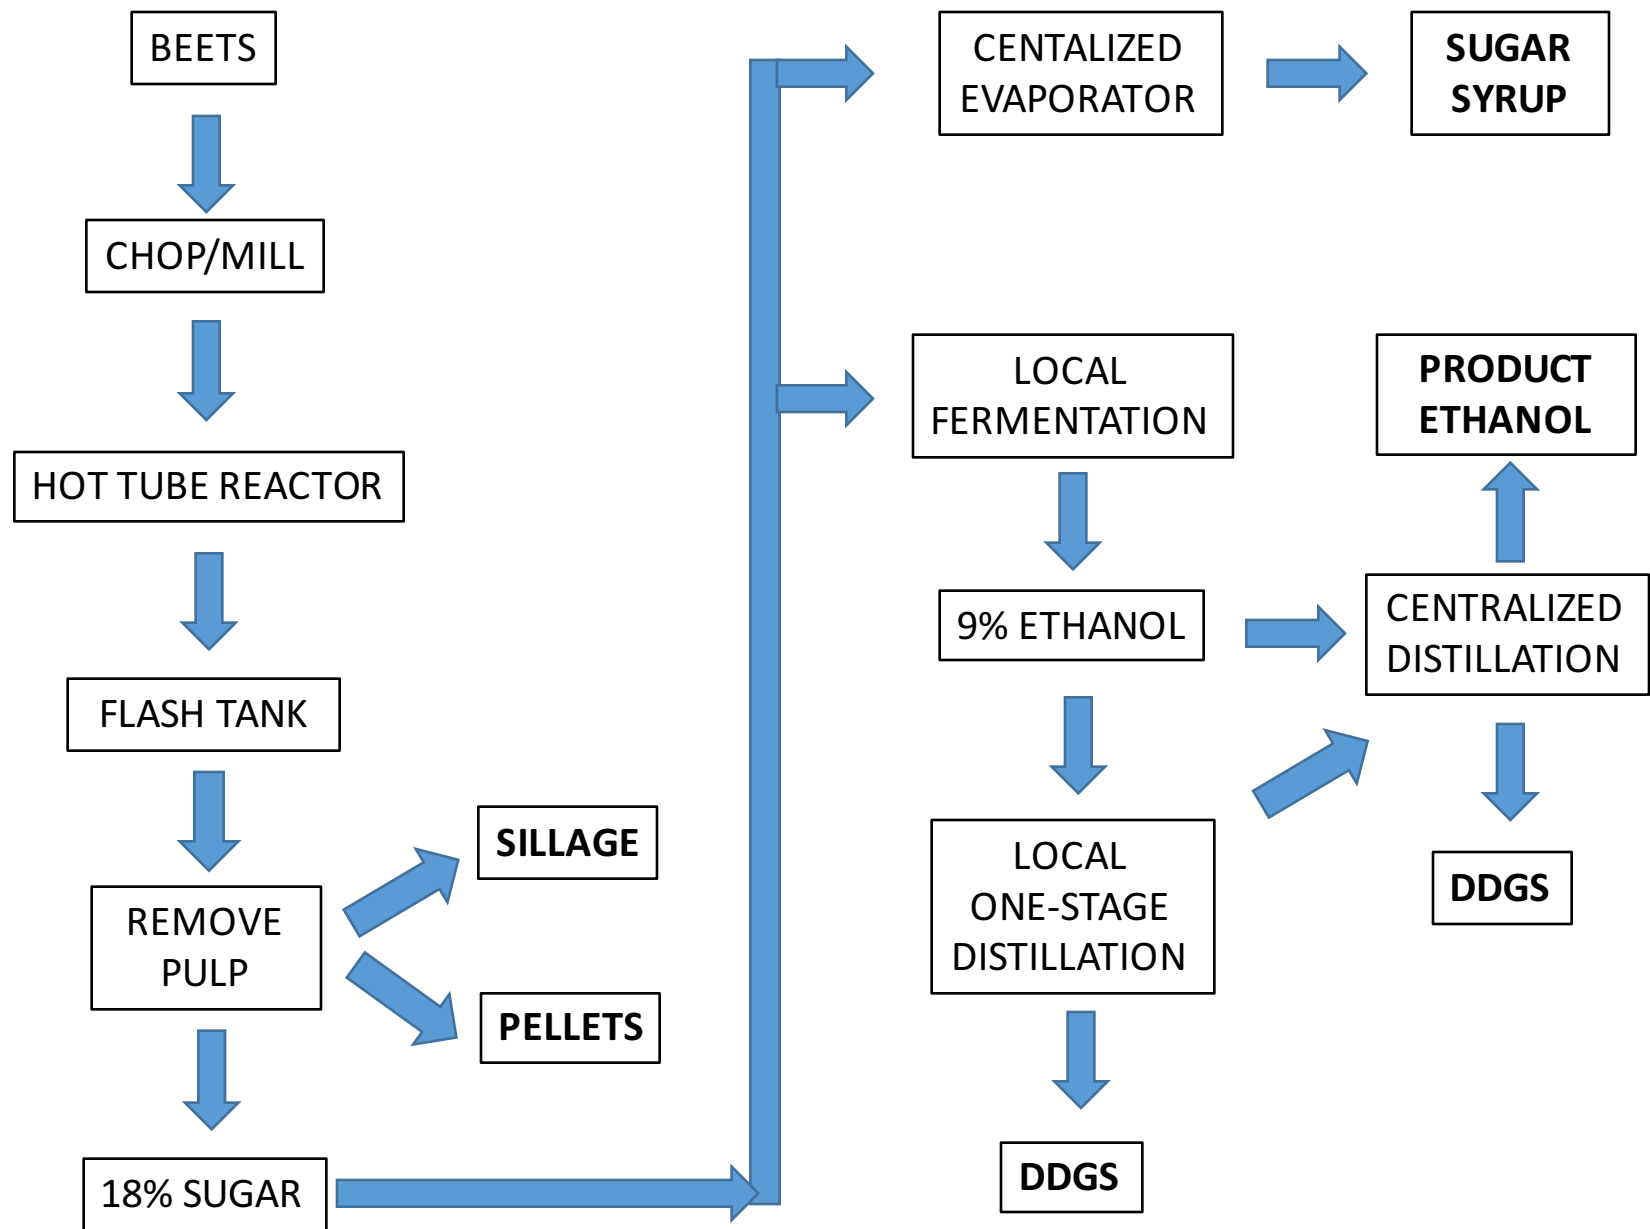 BEETS
CHOP/MILL
HOT TUBE REACTOR
FLASH TANK
REMOVE
PULP
SILLAGE
PELLETS
18% SUGAR
CENTALIZED
EVAPORATOR
SUGAR
SYRUP
LOCAL
FERMENTATION
9% ETHANOL
LOCAL
ONE-STAGE
DISTILLATION
DDGS
PRODUCT
ETHANOL
CENTRALIZED
DISTILLATION
DDGS